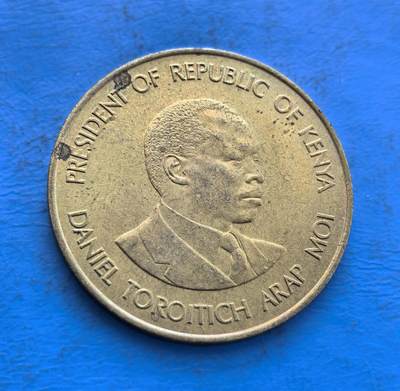 PRESIDENT OF REPUBLIC OF KENYA
DANIEL TOROITICH ARAP MOI